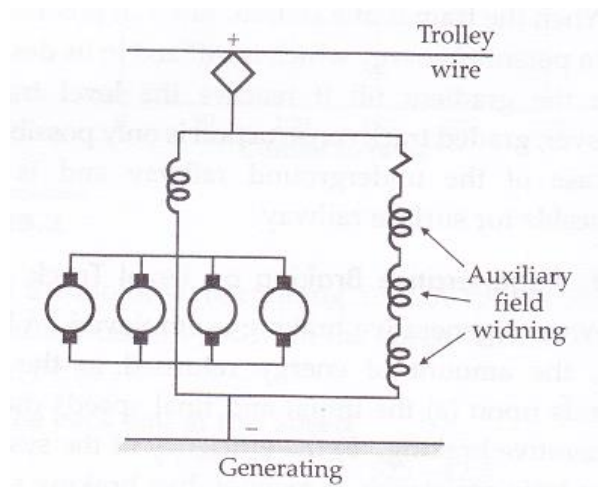 Trolley
wire
+
Auxiliary
field
widning
−
Generating